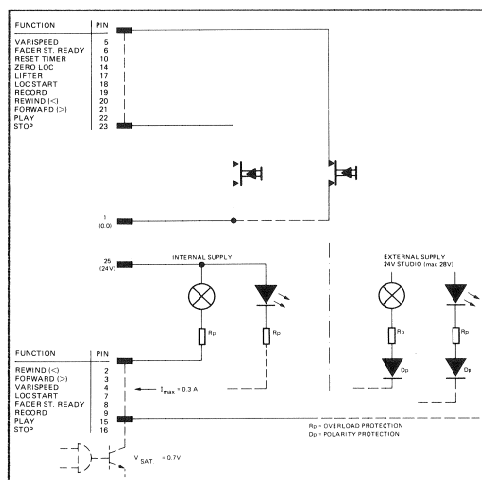 FUNCTION PIN
VARISPEED 5
FADER ST. READY 6
RESET TIMER 10
ZERO LOC 14
LIFTER 17
LOCSTART 18
RECORD 19
REWIND (<) 20
FORWARD (>) 21
PLAY 22
STOP 23
1
(0.0)
25
(24V)
INTERNAL SUPPLY
EXTERNAL SUPPLY
24V STUDIO (max 28V)
Rp
Rp
Rp
Rp
Dp
Dp
FUNCTION PIN
REWIND (<) 2
FORWARD (>) 3
VARISPEED 4
LOCSTART 7
FADER ST. READY 8
RECORD 9
PLAY 15
STOP 16
Imax = 0.3 A
Rp = OVERLOAD PROTECTION
Dp = POLARITY PROTECTION
V SAT. = 0.7V